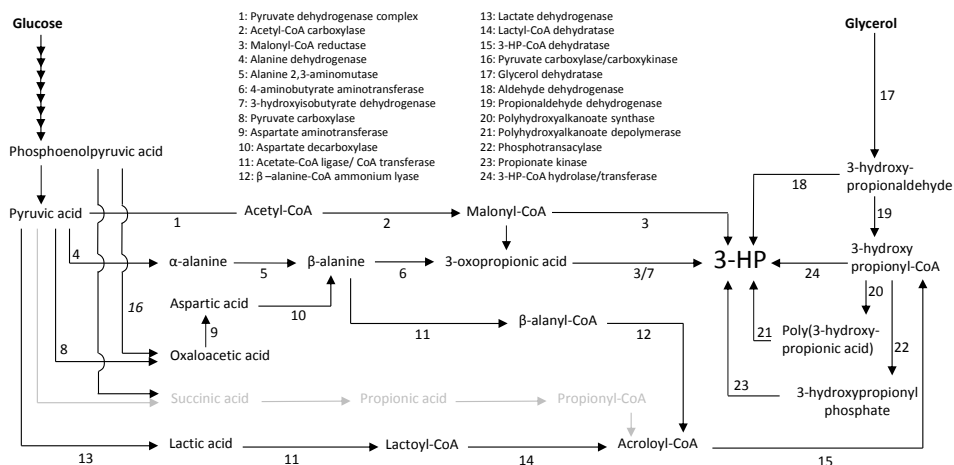 Glucose
Glycerol
1: Pyruvate dehydrogenase complex
2: Acetyl-CoA carboxylase
3: Malonyl-CoA reductase
4: Alanine dehydrogenase
5: Alanine 2,3-aminomutase
6: 4-aminobutyrate aminotransferase
7: 3-hydroxyisobutyrate dehydrogenase
8: Pyruvate carboxylase
9: Aspartate aminotransferase
10: Aspartate decarboxylase
11: Acetate-CoA ligase/ CoA transferase
12: β –alanine-CoA ammonium lyase
13: Lactate dehydrogenase
14: Lactyl-CoA dehydratase
15: 3-HP-CoA dehydratase
16: Pyruvate carboxylase/carboxykinase
17: Glycerol dehydratase
18: Aldehyde dehydrogenase
19: Propionaldehyde dehydrogenase
20: Polyhydroxyalkanoate synthase
21: Polyhydroxyalkanoate depolymerase
22: Phosphotransacylase
23: Propionate kinase
24: 3-HP-CoA hydrolase/transferase
17
Phosphoenolpyruvic acid
3-hydroxy-
propionaldehyde
18
19
Pyruvic acid
1
Acetyl-CoA
2
Malonyl-CoA
3
4
α-alanine
5
β-alanine
6
3-oxopropionic acid
3/7
3-HP
24
3-hydroxy
propionyl-CoA
20
16
Aspartic acid
10
9
11
β-alanyl-CoA
12
21
Poly(3-hydroxy-
propionic acid)
22
8
Oxaloacetic acid
23
3-hydroxypropionyl
phosphate
Succinic acid
Propionic acid
Propionyl-CoA
13
Lactic acid
11
Lactoyl-CoA
14
Acroloyl-CoA
15